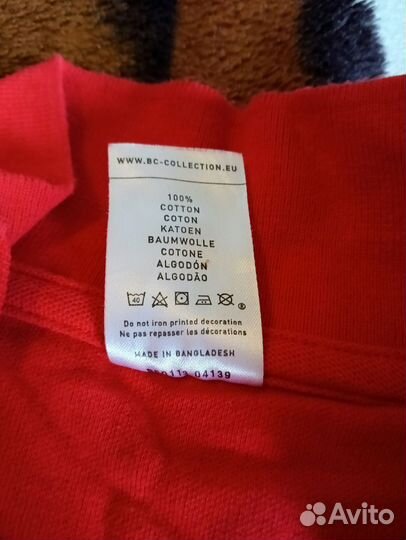 WWW.BC-COLLECTION.EU
100%
COTTON
COTON
KATOEN
BAUMWOLLE
COTONE
ALGODÓN
ALGODÃO
40 ®
Do not iron printed decoration
Ne pas repasser les décorations
MADE IN BANGLADESH
04139
Avito